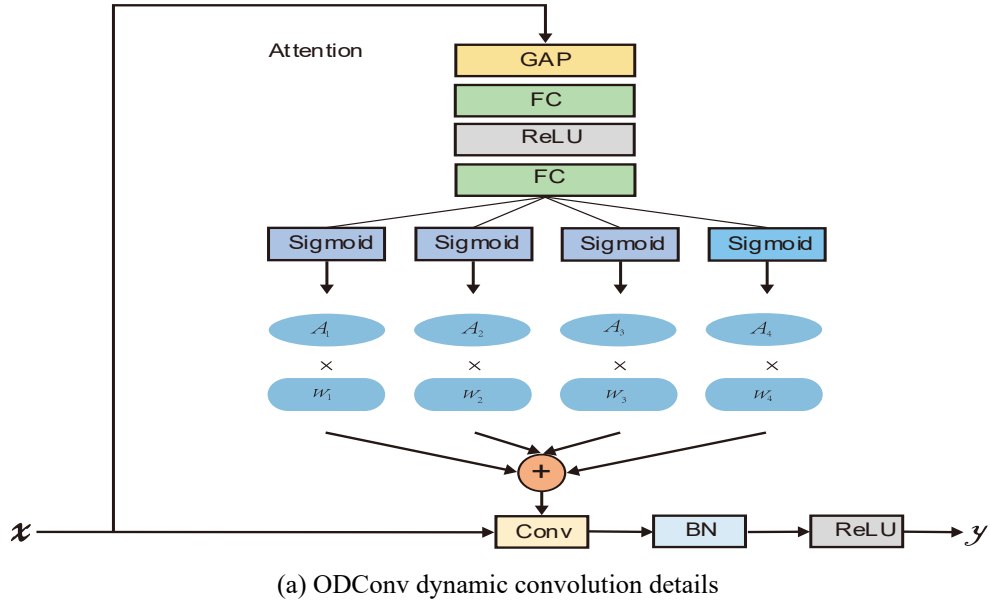 Attention
GAP
FC
ReLU
FC
Sigmoid Sigmoid Sigmoid Sigmoid
A₁ A₂ A₃ A₄
× × × ×
w₁ w₂ w₃ w₄
+
x Conv BN ReLU y
(a) ODConv dynamic convolution details